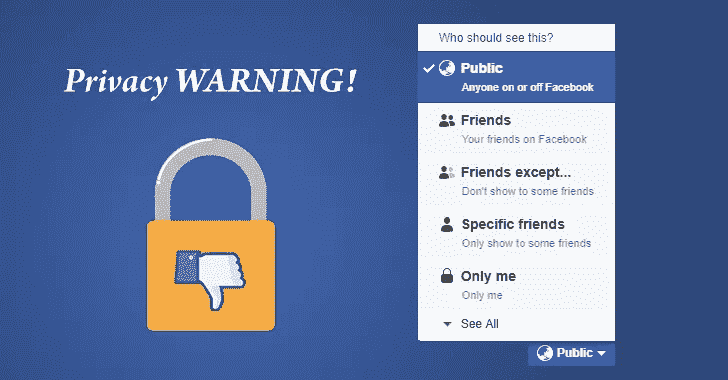 Privacy WARNING!
Who should see this?
Public
Anyone on or off Facebook
Friends
Your friends on Facebook
Friends except...
Don't show to some friends
Specific friends
Only show to some friends
Only me
Only me
See All
Public